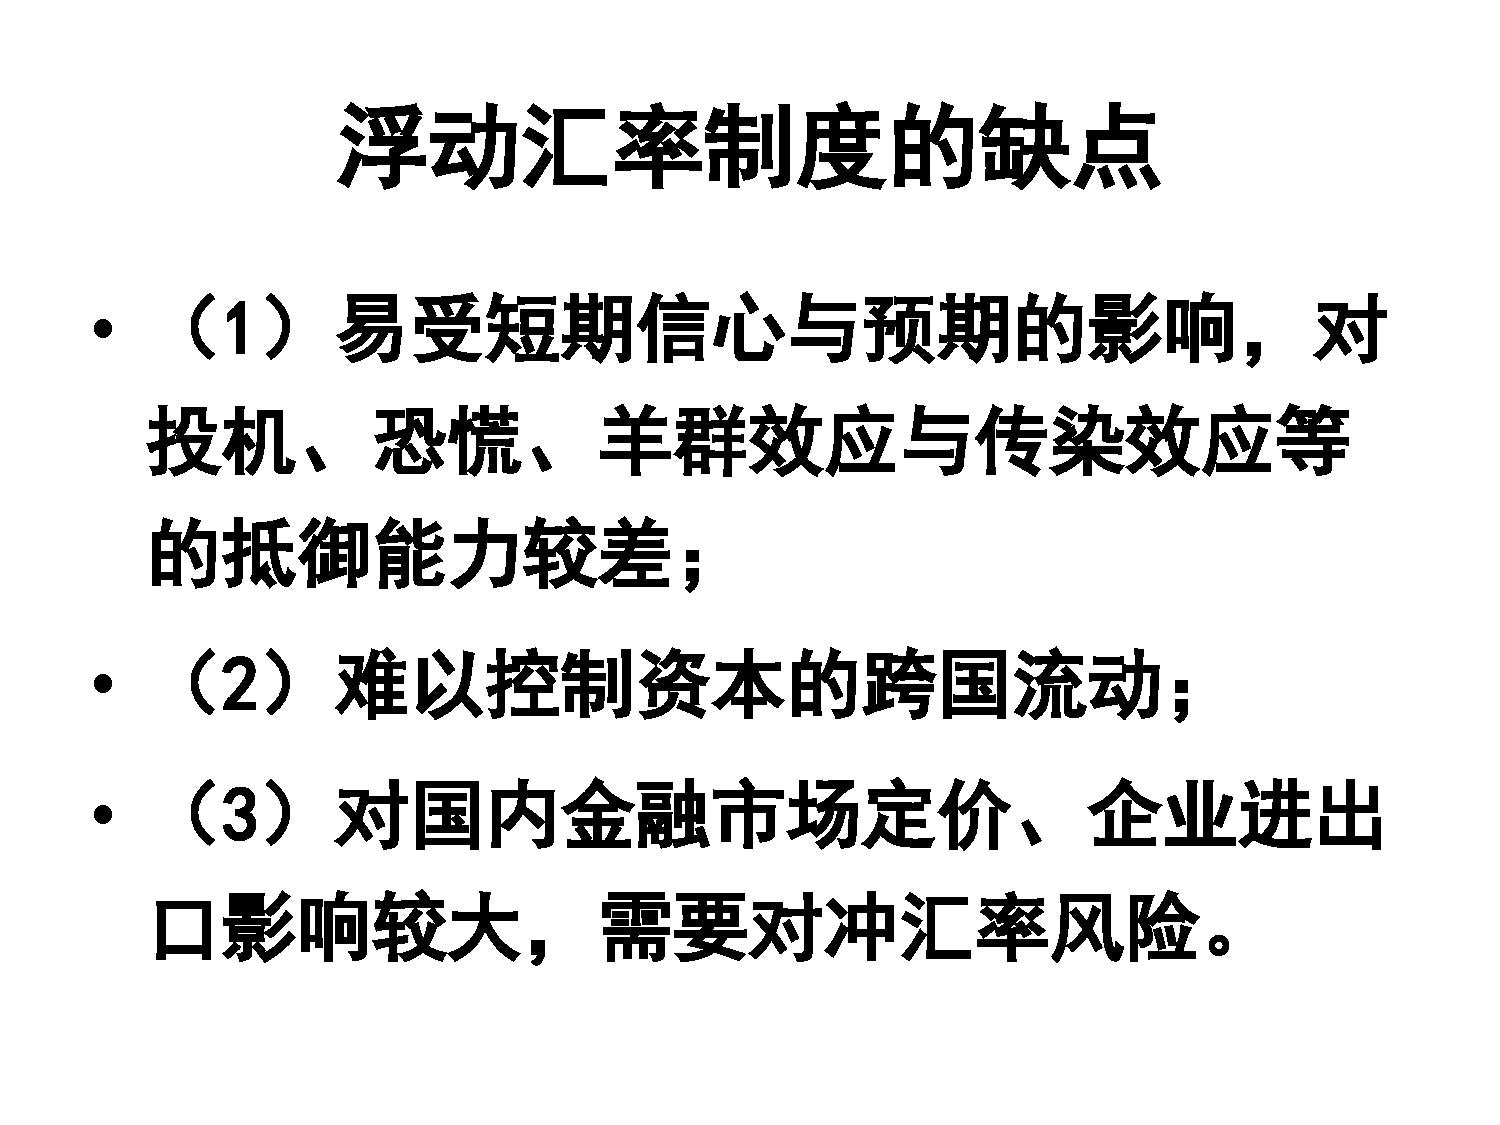 浮动汇率制度的缺点
• （1）易受短期信心与预期的影响，对
投机、恐慌、羊群效应与传染效应等
的抵御能力较差；
• （2）难以控制资本的跨国流动；
• （3）对国内金融市场定价、企业进出
口影响较大，需要对冲汇率风险。